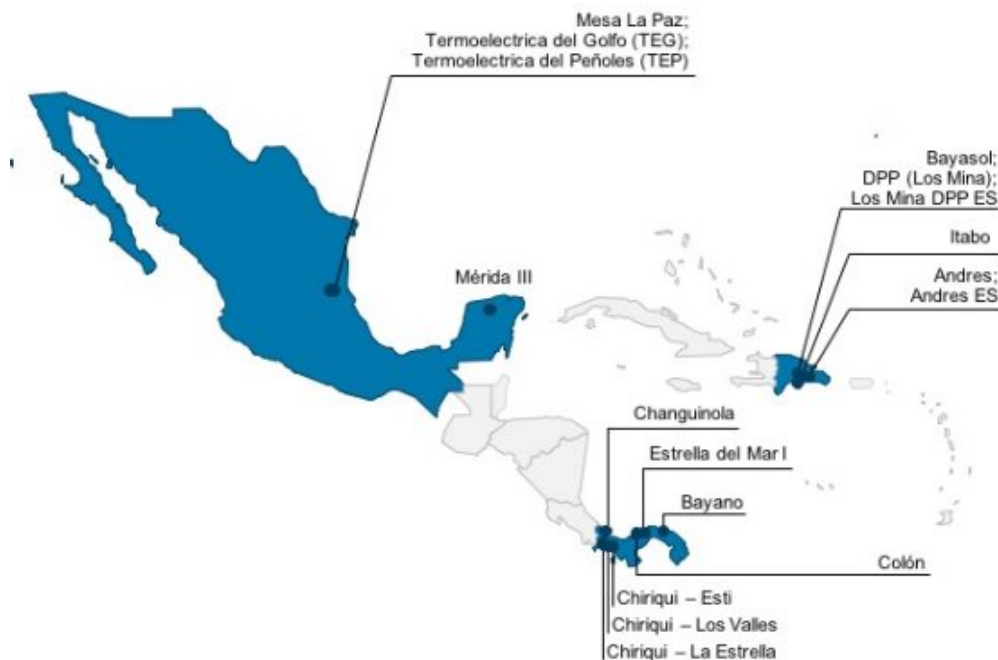 Mesa La Paz;
Termoelectrica del Golfo (TEG);
Termoelectrica del Peñoles (TEP)
Bayasol;
DPP (Los Mina);
Los Mina DPP ES
Itabo
Andres;
Andres ES
Mérida III
Changuinola
Estrella del Mar I
Bayano
Colón
Chiriqui – Esti
Chiriqui – Los Valles
Chiriqui – La Estrella